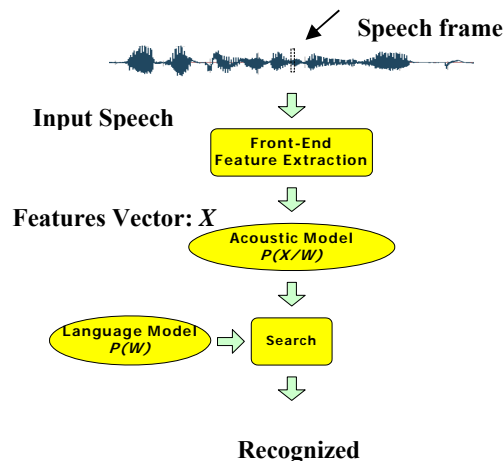 Speech frame
Input Speech
Front-End
Feature Extraction
Features Vector: X
Acoustic Model
P(X/W)
Language Model
P(W)
Search
Recognized